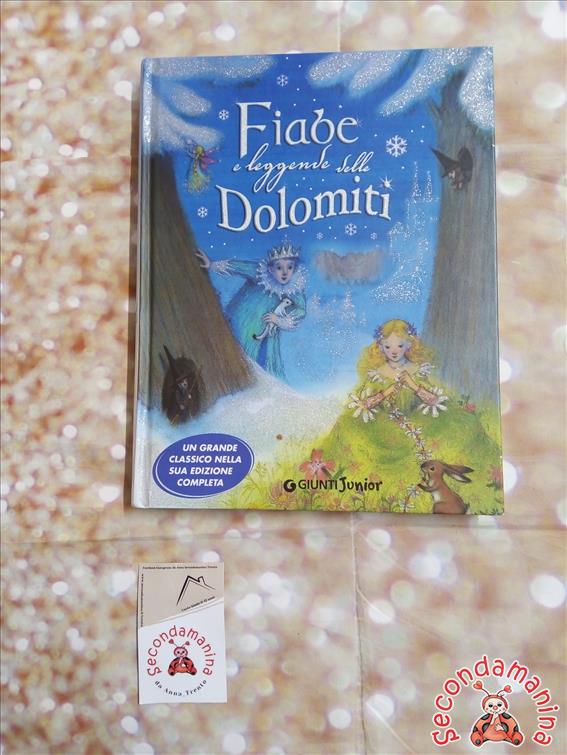 Fiabe
e leggende delle
Dolomiti
UN GRANDE
CLASSICO NELLA
SUA EDIZIONE
COMPLETA
GIUNTI Junior
Secondamanina
da Anna Trento
Secondamanina